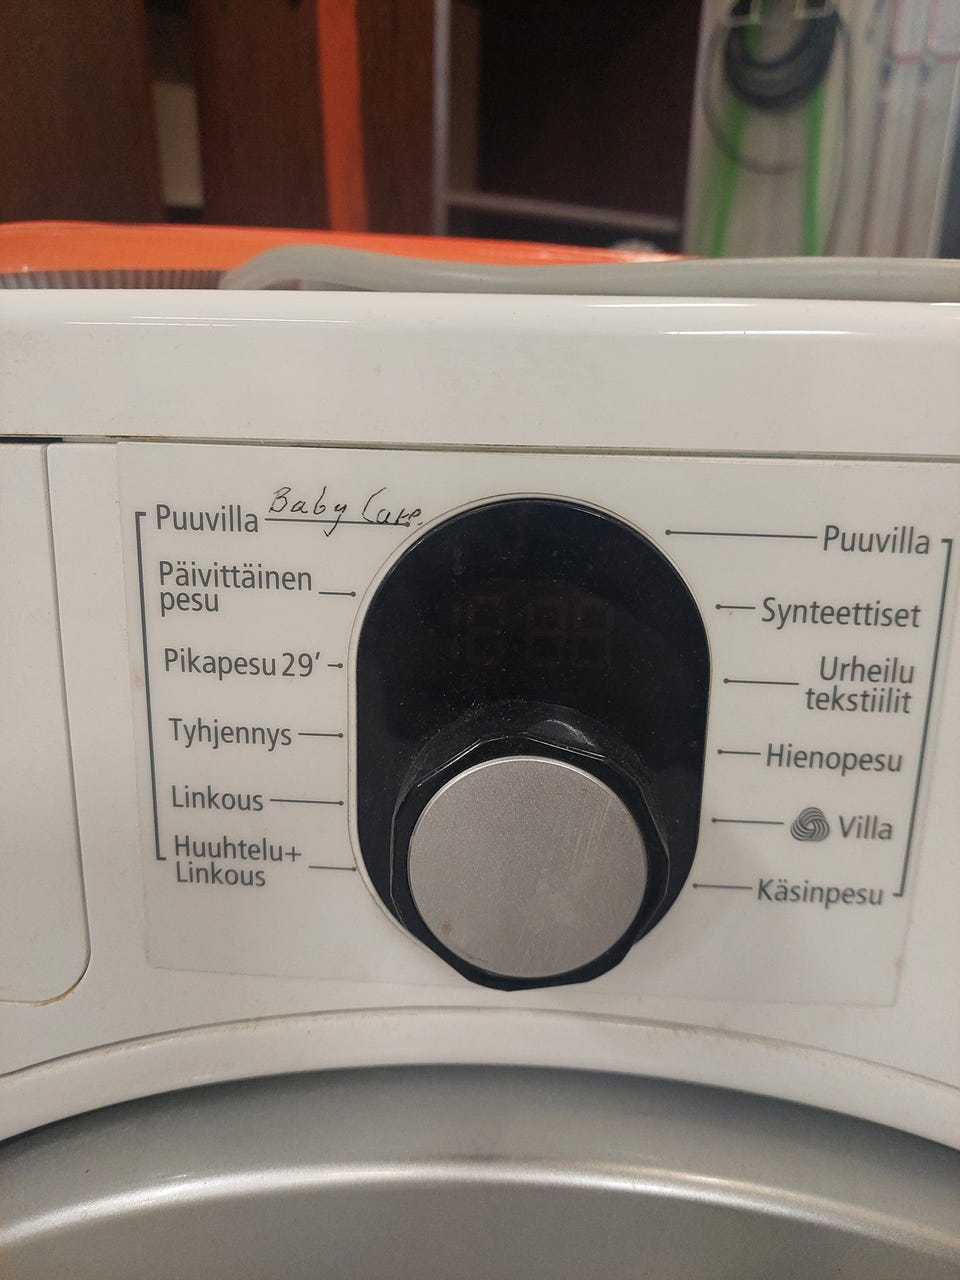 Puuvilla Baby Care
Päivittäinen
pesu
Pikapesu 29'
Tyhjennys
Linkous
Huuhtelu+
Linkous
Puuvilla
Synteettiset
Urheilu
tekstiilit
Hienopesu
Villa
Käsinpesu